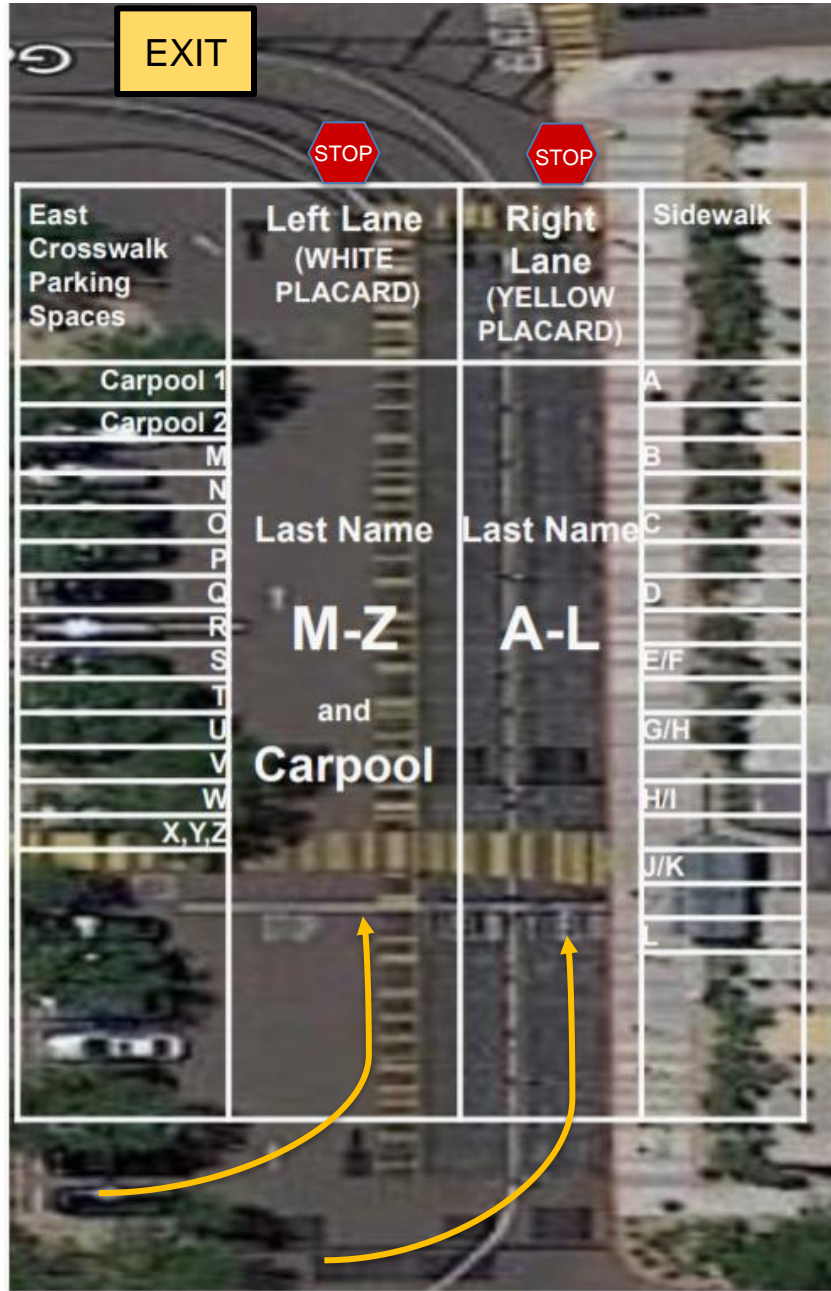 EXIT
STOP
STOP
East
Crosswalk
Parking
Spaces
Left Lane
(WHITE
PLACARD)
Right
Lane
(YELLOW
PLACARD)
Sidewalk
Carpool 1
Carpool 2
M
N
O
P
Q
R
S
T
U
V
W
X,Y,Z
Last Name
M-Z
and
Carpool
Last Name
A-L
A
B
C
D
E/F
G/H
H/I
J/K
L